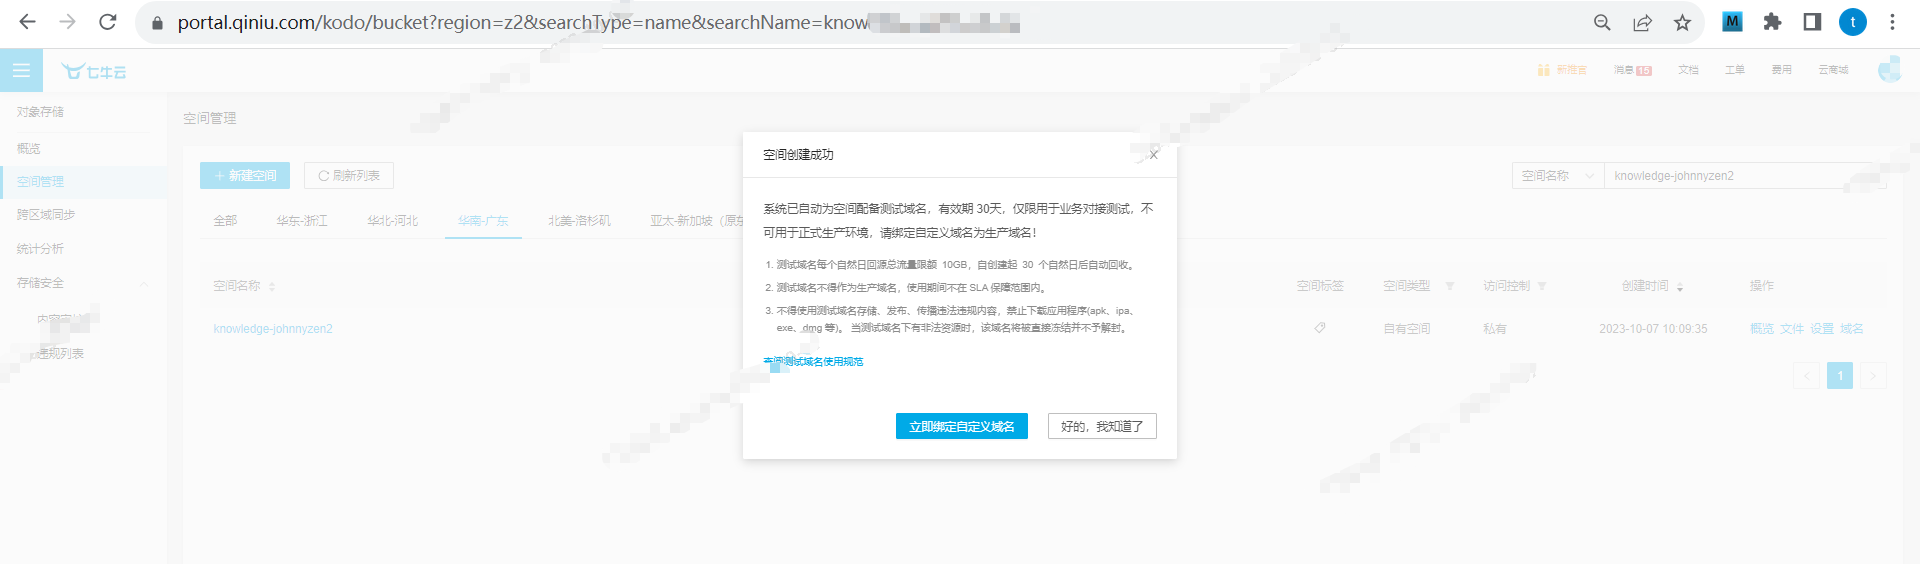 portal.qiniu.com/kodo/bucket?region=z2&searchType=name&searchName=know
M
t
七牛云
消息 15 文档 工单 费用 云商城
对象存储
概览
空间管理
跨区域同步
统计分析
存储安全
违规列表
空间管理
+ 新建空间 刷新列表
空间名称 knowledge-johnnyzen2
全部 华东-浙江 华北-河北 华南-广东 北美-洛杉矶 亚太-新加坡（原东
空间名称 空间标签 空间类型 访问控制 创建时间 操作
knowledge-johnnyzen2 自有空间 私有 2023-10-07 10:09:35 概览 文件 设置 域名
1
空间创建成功
系统已自动为空间配备测试域名，有效期 30天，仅限用于业务对接测试，不
可用于正式生产环境，请绑定自定义域名为生产域名！
1. 测试域名每个自然日回源总流量限额 10GB，自创建起 30 个自然日后自动回收。
2. 测试域名不得作为生产域名，使用期间不在 SLA 保障范围内。
3. 不得使用测试域名存储、发布、传播违法违规内容，禁止下载应用程序(apk、ipa、
exe、dmg 等)。 当测试域名下有非法资源时，该域名将被直接冻结并不予解封。
空间测试域名使用规范
立即绑定自定义域名 好的，我知道了